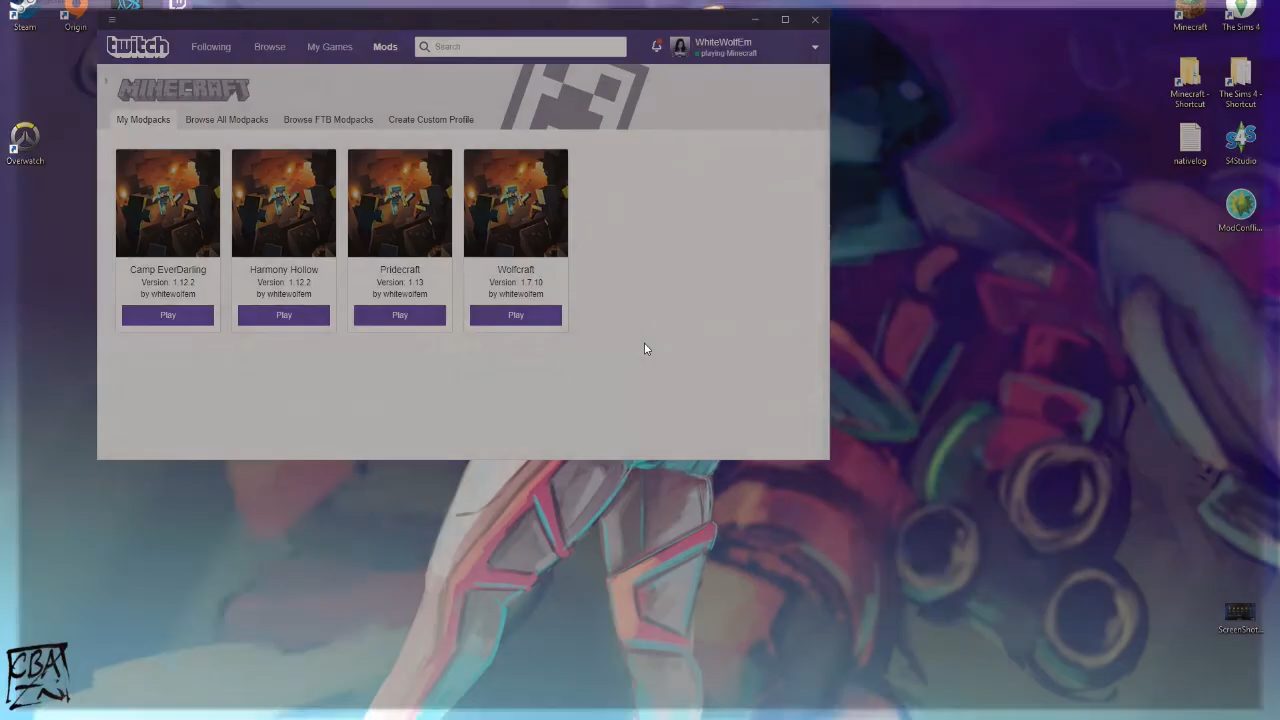 Steam
Origin
Minecraft
The Sims 4
twitch
Following
Browse
My Games
Mods
Search
WhiteWolfEm
playing Minecraft
MINECRAFT
My Modpacks
Browse All Modpacks
Browse FTB Modpacks
Create Custom Profile
Minecraft -
Shortcut
The Sims 4
- Shortcut
Overwatch
nativelog
S4Studio
ModConfli...
Camp EverDarling
Version: 1.12.2
by whitewolfem
Play
Harmony Hollow
Version: 1.12.2
by whitewolfem
Play
Pridecraft
Version: 1.13
by whitewolfem
Play
Wolfcraft
Version: 1.7.10
by whitewolfem
Play
ScreenShot...
CBA